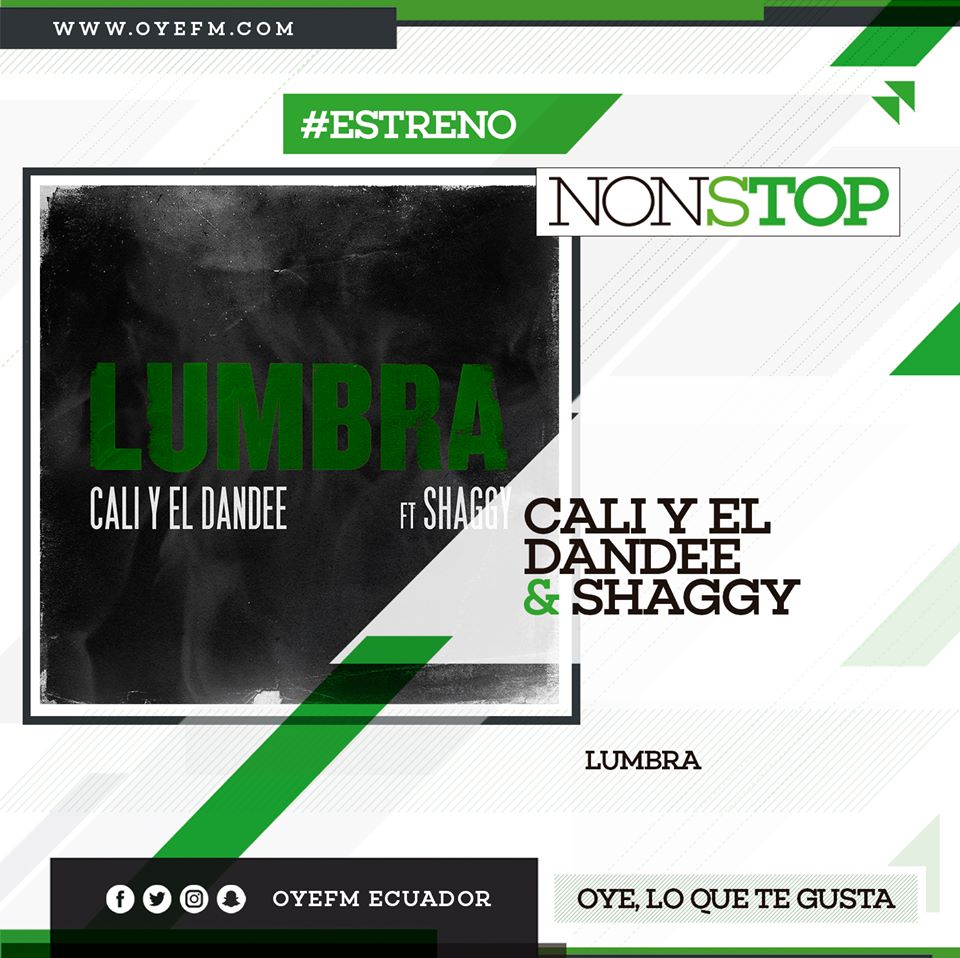 WWW.OYEFM.COM
#ESTRENO
NONSTOP
LUMBRA
CALI Y EL DANDEE FT SHAGGY
CALI Y EL
DANDEE
& SHAGGY
LUMBRA
OYEFM ECUADOR
OYE, LO QUE TE GUSTA